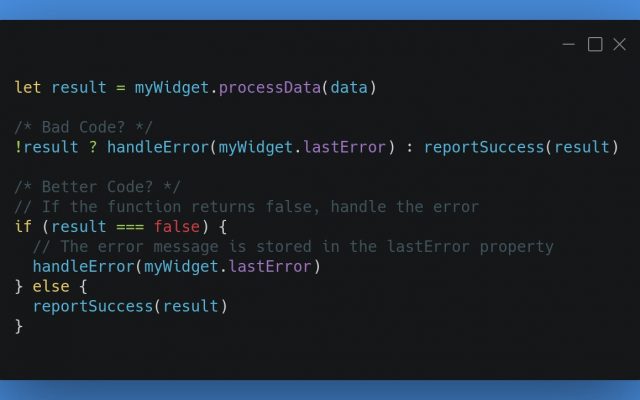 let result = myWidget.processData(data)
/* Bad Code? */
!result ? handleError(myWidget.lastError) : reportSuccess(result)
/* Better Code? */
// If the function returns false, handle the error
if (result === false) {
  // The error message is stored in the lastError property
  handleError(myWidget.lastError)
} else {
  reportSuccess(result)
}